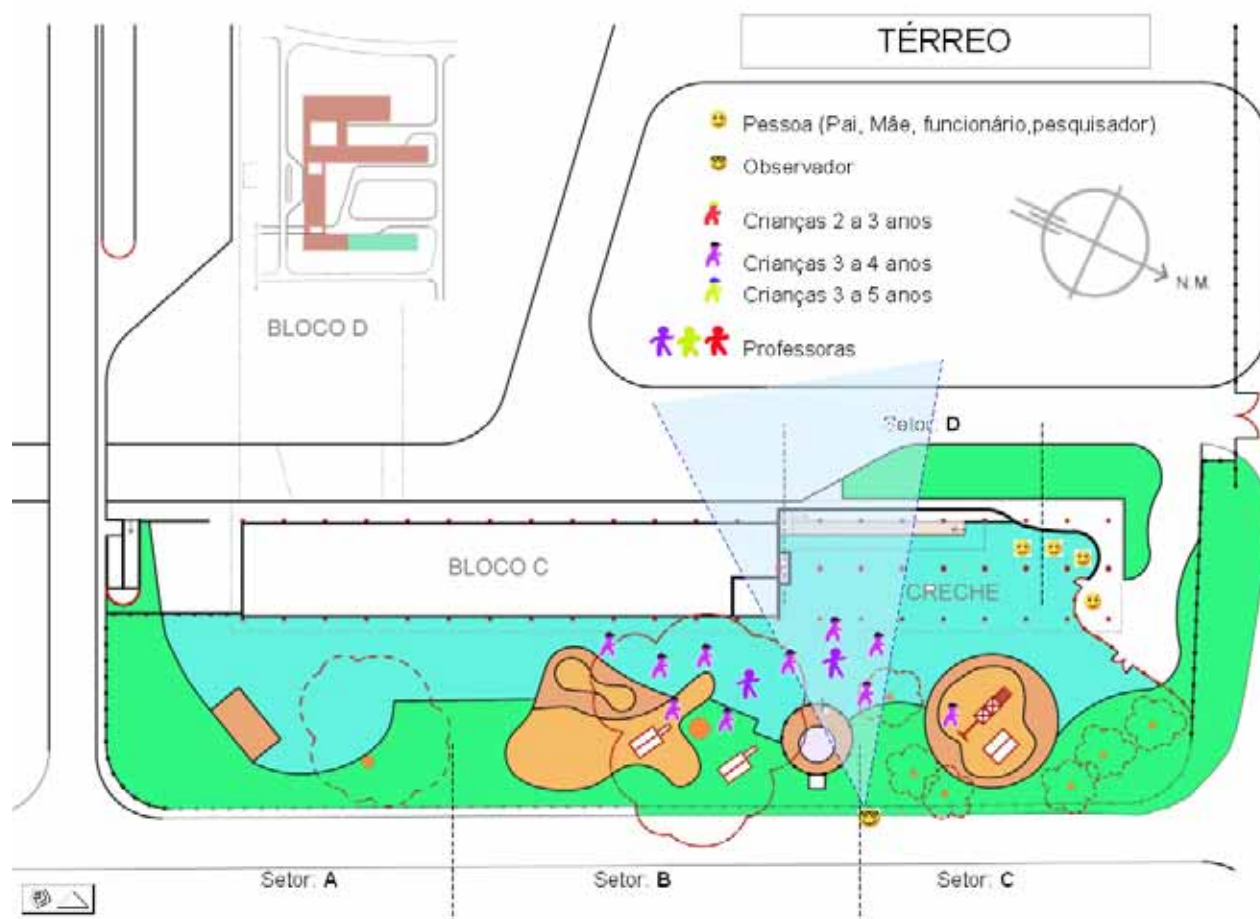 TÉRREO
Pessoa (Pai, Mãe, funcionário,pesquisador)
Observador
Crianças 2 a 3 anos
Crianças 3 a 4 anos
Crianças 3 a 5 anos
Professoras
N.M.
BLOCO D
Setor: D
BLOCO C
CRECHE
Setor: A
Setor: B
Setor: C